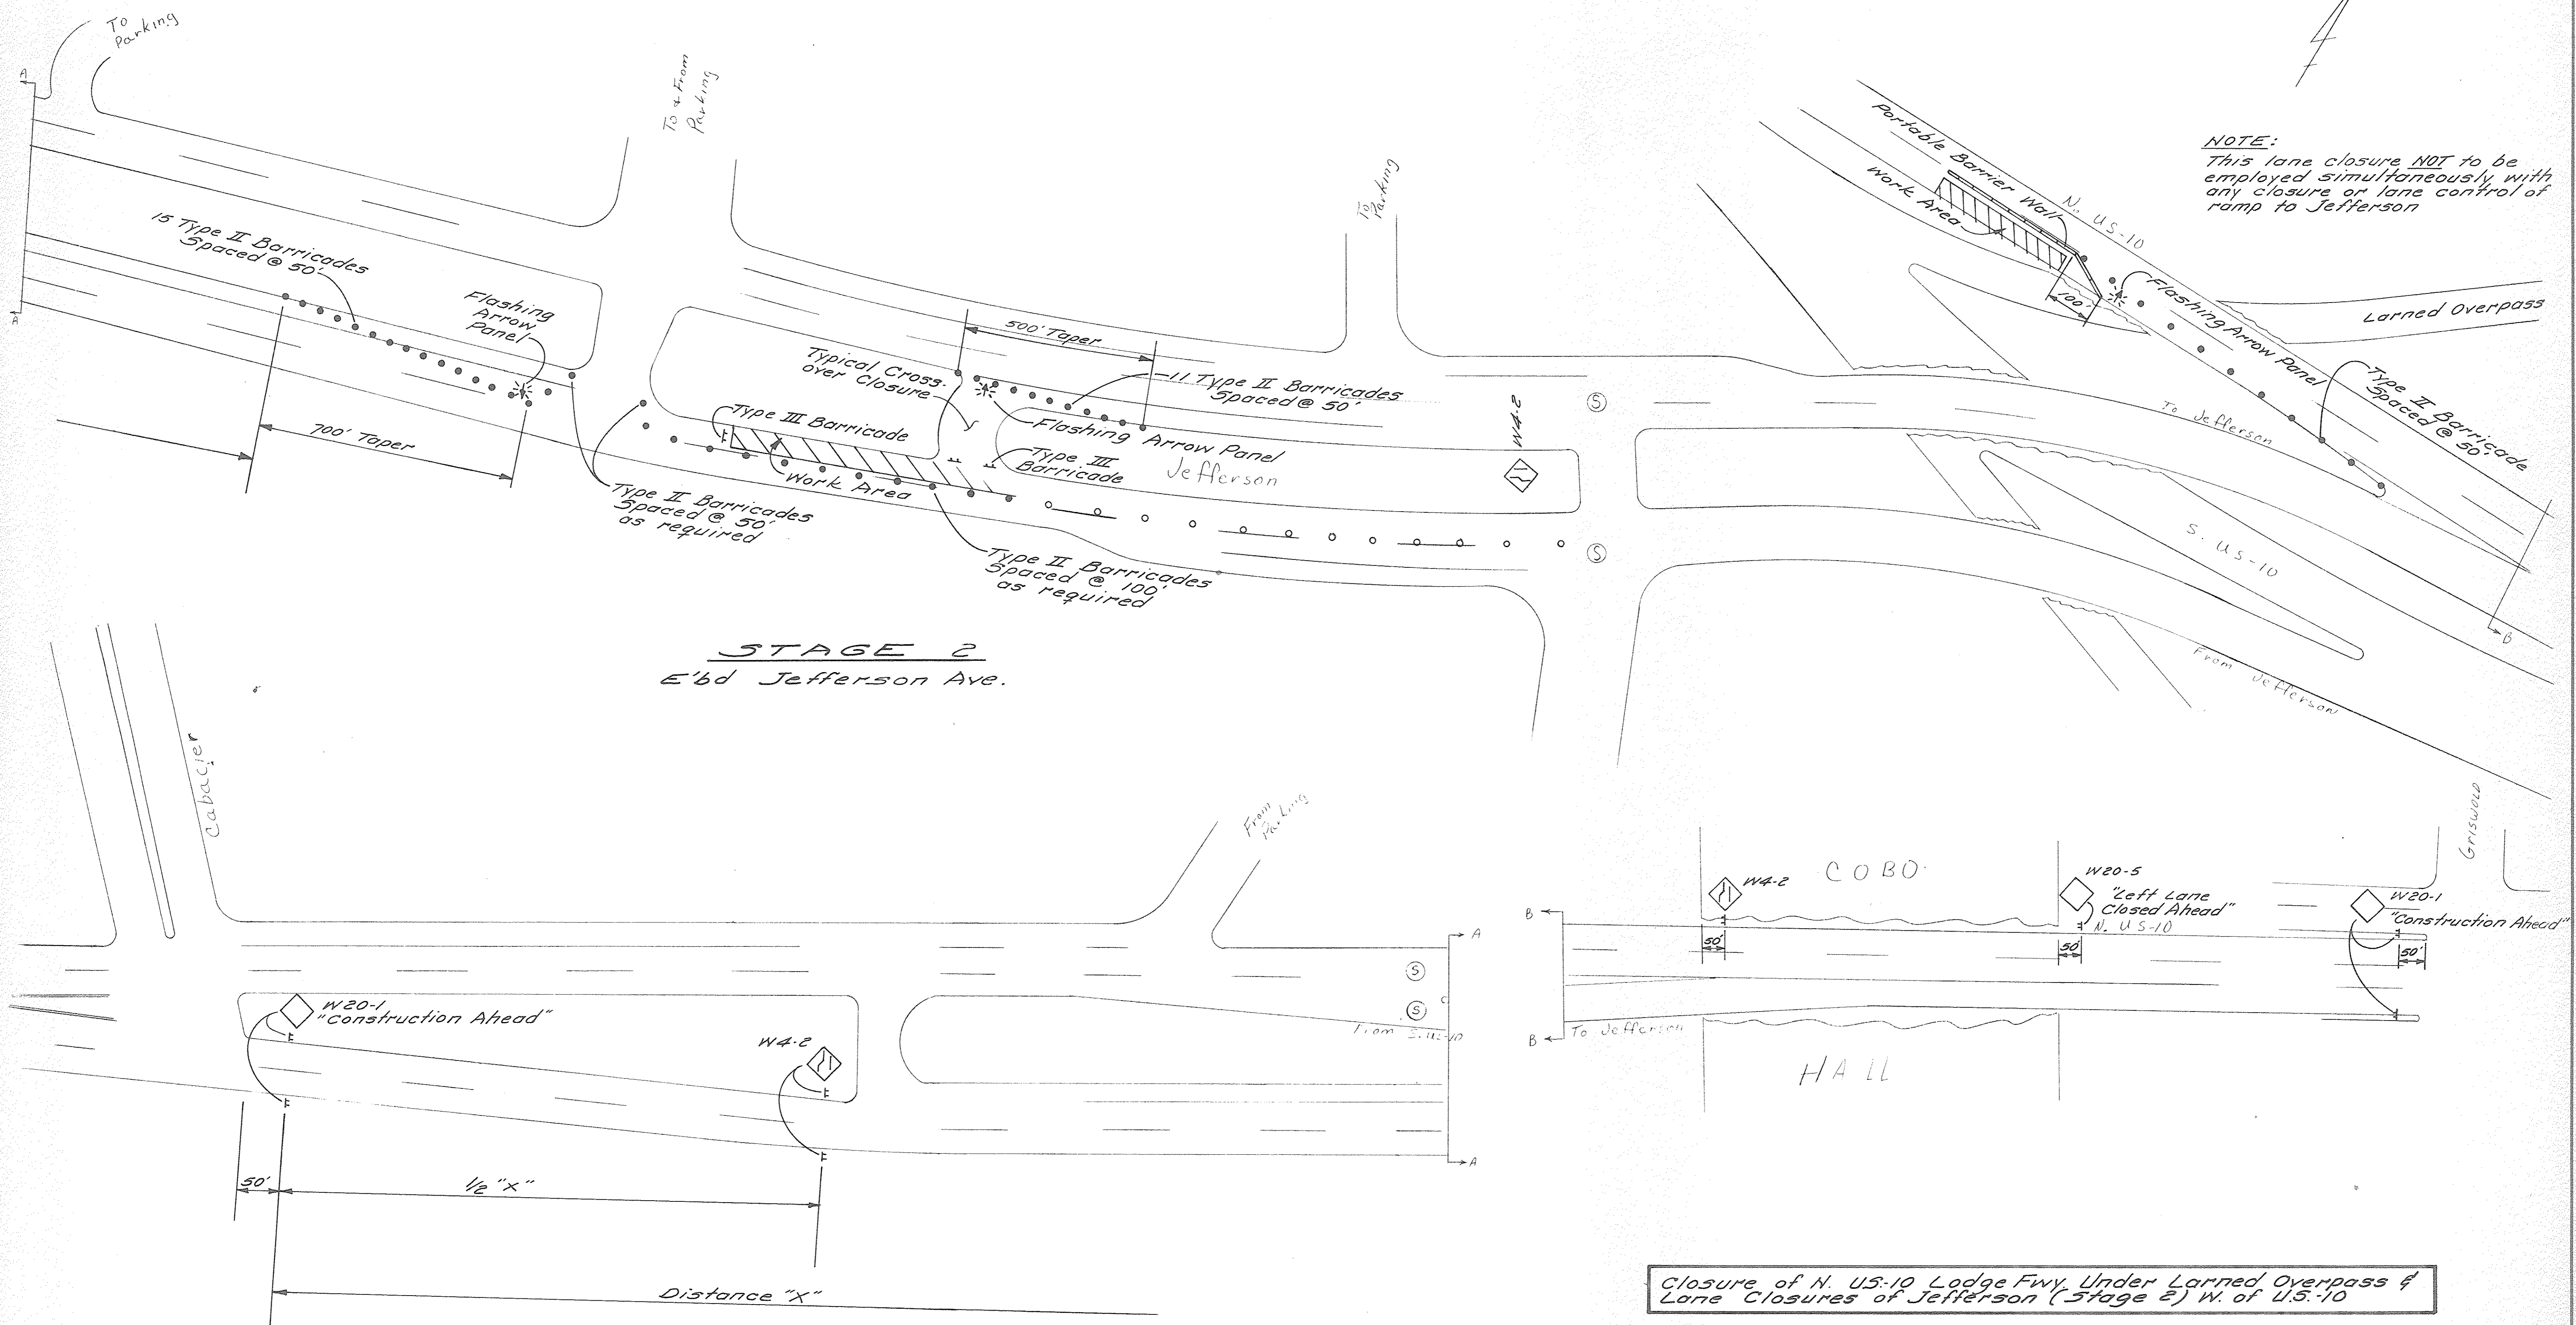 To
Parking
A
A
15 Type II Barricades
Spaced @ 50'
Flashing
Arrow
Panel
700' Taper
To & From
Parking
Typical Cross-
over Closure
500' Taper
11 Type II Barricades
Spaced @ 50'
Flashing Arrow Panel
Type III Barricade
Type III
Barricade
Work Area
Jefferson
Type II Barricades
Spaced @ 50'
as required
Type II Barricades
Spaced @ 100'
as required
To
Parking
W4-2
S
S
Portable Barrier Wall
Work Area
N. US-10
100'
Flashing Arrow Panel
NOTE:
This lane closure NOT to be
employed simultaneously with
any closure or lane control of
ramp to Jefferson
Larned Overpass
Type II Barricade
Spaced @ 50'
To Jefferson
S. US-10
From Jefferson
B
STAGE 2
E'bd Jefferson Ave.
Cabacier
W20-1
"Construction Ahead"
W4-2
From
Parking
S
S
From S. US-10
A
A
50'
1/2 "X"
Distance "X"
B
B
To Jefferson
W4-2
COBO
HALL
50'
W20-5
"Left Lane
Closed Ahead"
N. US-10
50'
Griswold
W20-1
"Construction Ahead"
50'
Closure of N. US-10 Lodge Fwy. Under Larned Overpass &
Lane Closures of Jefferson (Stage 2) W. of U.S.-10